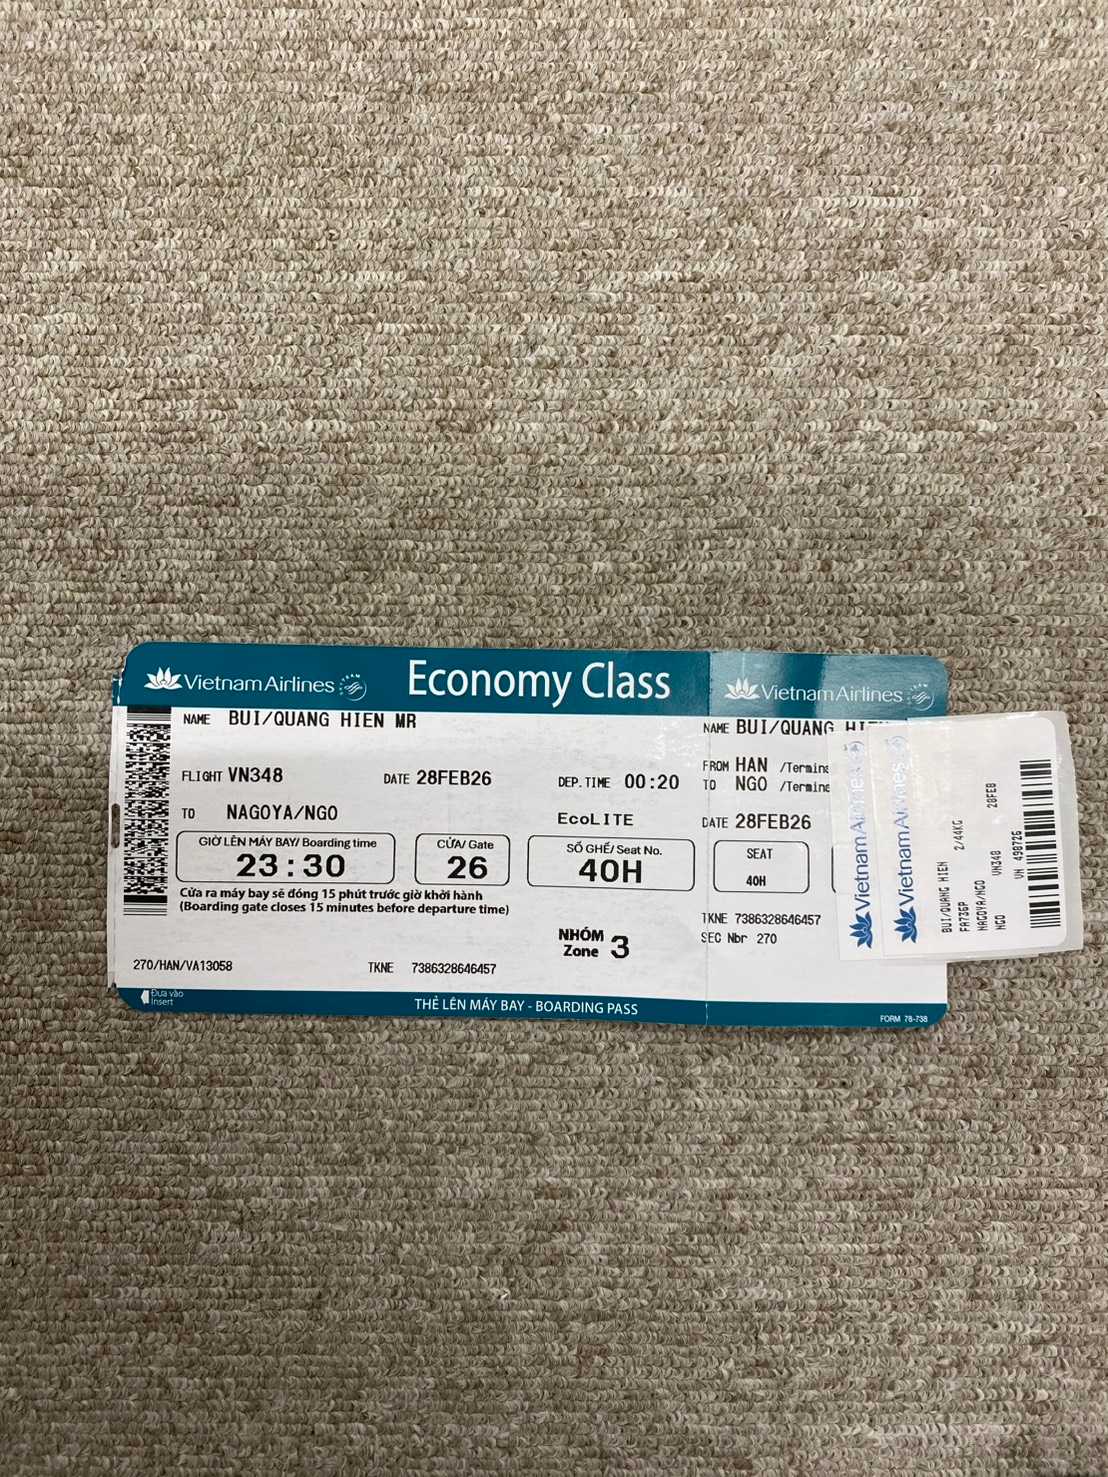 Vietnam Airlines
Economy Class
Vietnam Airlines
NAME BUI/QUANG HIEN MR
NAME BUI/QUANG
FLIGHT VN348 DATE 28FEB26 DEP.TIME 00:20
FROM HAN /Termina
TO NGO /Termina
TO NAGOYA/NGO
EcoLITE
DATE 28FEB26
GIỜ LÊN MÁY BAY/ Boarding time
23:30
CỬA/ Gate
26
SỐ GHẾ/ Seat No.
40H
SEAT
40H
Cửa ra máy bay sẽ đóng 15 phút trước giờ khởi hành
(Boarding gate closes 15 minutes before departure time)
NHÓM
Zone 3
TKNE 7386328646457
SEC Nbr 270
270/HAN/VA13058 TKNE 7386328646457
Đưa vào
Insert
THẺ LÊN MÁY BAY - BOARDING PASS
FORM 78-738
Vietnam Airlines
Vietnam Airlines
BUI/QUANG HIEN 2/44KG
FA736P
NAGOYA/NGO VN348 28FEB
NGO VN 498726